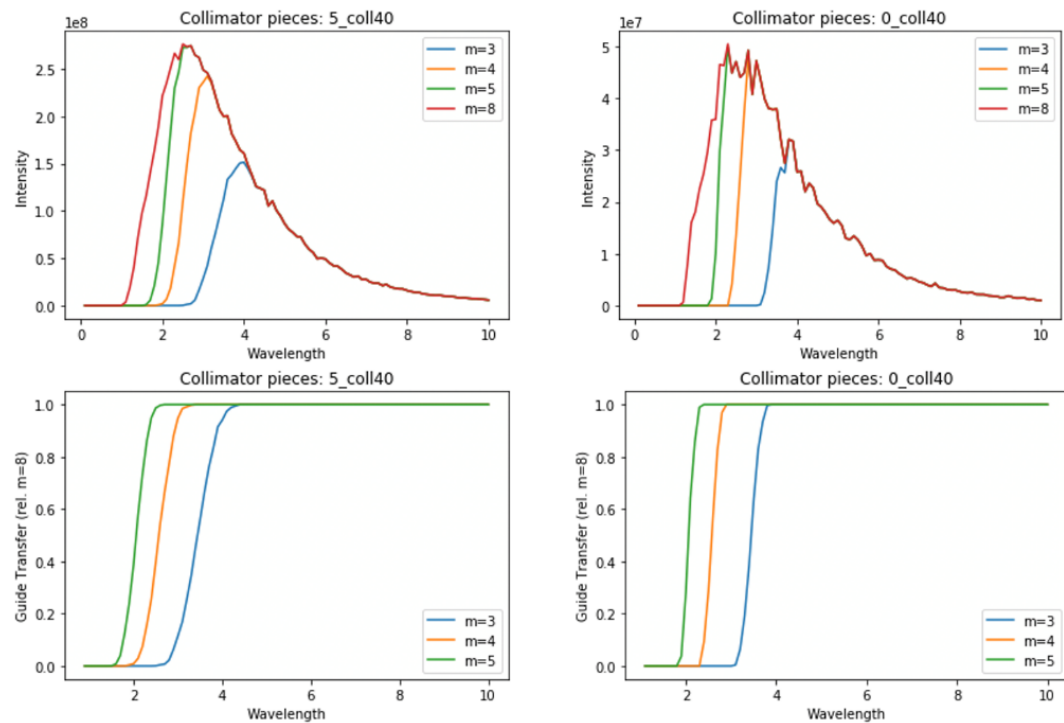 Collimator pieces: 5_coll40
1e8
Intensity
2.5
2.0
1.5
1.0
0.5
0.0
m=3
m=4
m=5
m=8
0 2 4 6 8 10
Wavelength
Collimator pieces: 0_coll40
1e7
Intensity
5
4
3
2
1
0
m=3
m=4
m=5
m=8
0 2 4 6 8 10
Wavelength
Collimator pieces: 5_coll40
Guide Transfer (rel. m=8)
1.0
0.8
0.6
0.4
0.2
0.0
m=3
m=4
m=5
2 4 6 8 10
Wavelength
Collimator pieces: 0_coll40
Guide Transfer (rel. m=8)
1.0
0.8
0.6
0.4
0.2
0.0
m=3
m=4
m=5
2 4 6 8 10
Wavelength